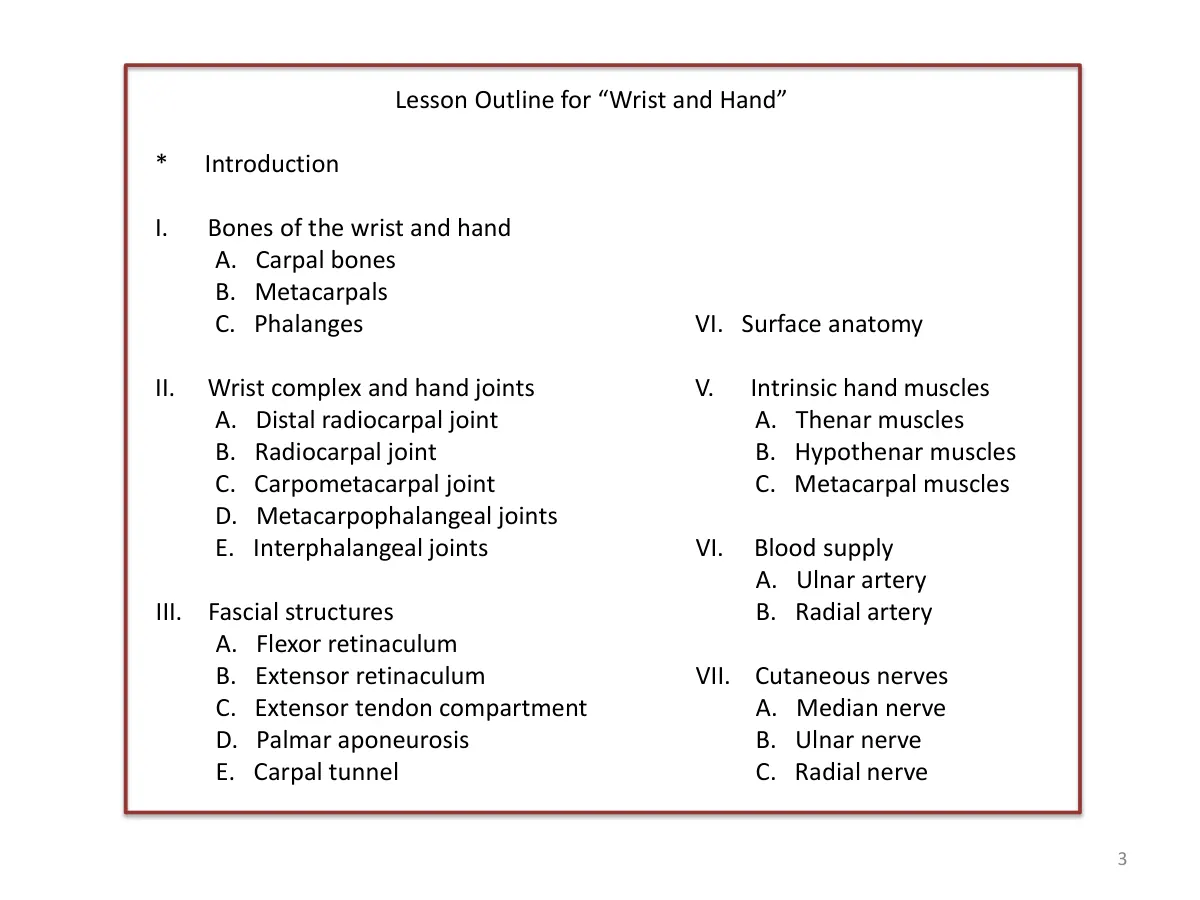 Lesson Outline for “Wrist and Hand”
* Introduction
I. Bones of the wrist and hand
A. Carpal bones
B. Metacarpals
C. Phalanges
II. Wrist complex and hand joints
A. Distal radiocarpal joint
B. Radiocarpal joint
C. Carpometacarpal joint
D. Metacarpophalangeal joints
E. Interphalangeal joints
III. Fascial structures
A. Flexor retinaculum
B. Extensor retinaculum
C. Extensor tendon compartment
D. Palmar aponeurosis
E. Carpal tunnel
VI. Surface anatomy
V. Intrinsic hand muscles
A. Thenar muscles
B. Hypothenar muscles
C. Metacarpal muscles
VI. Blood supply
A. Ulnar artery
B. Radial artery
VII. Cutaneous nerves
A. Median nerve
B. Ulnar nerve
C. Radial nerve
3